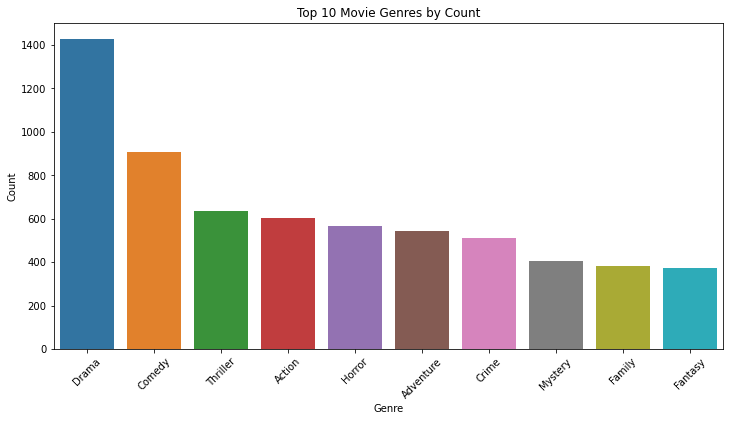 Top 10 Movie Genres by Count
Count
1400
1200
1000
800
600
400
200
0
Drama
Comedy
Thriller
Action
Horror
Adventure
Crime
Mystery
Family
Fantasy
Genre